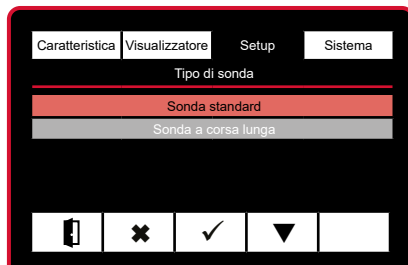 Caratteristica Visualizzatore Setup Sistema
Tipo di sonda
Sonda standard
Sonda a corsa lunga